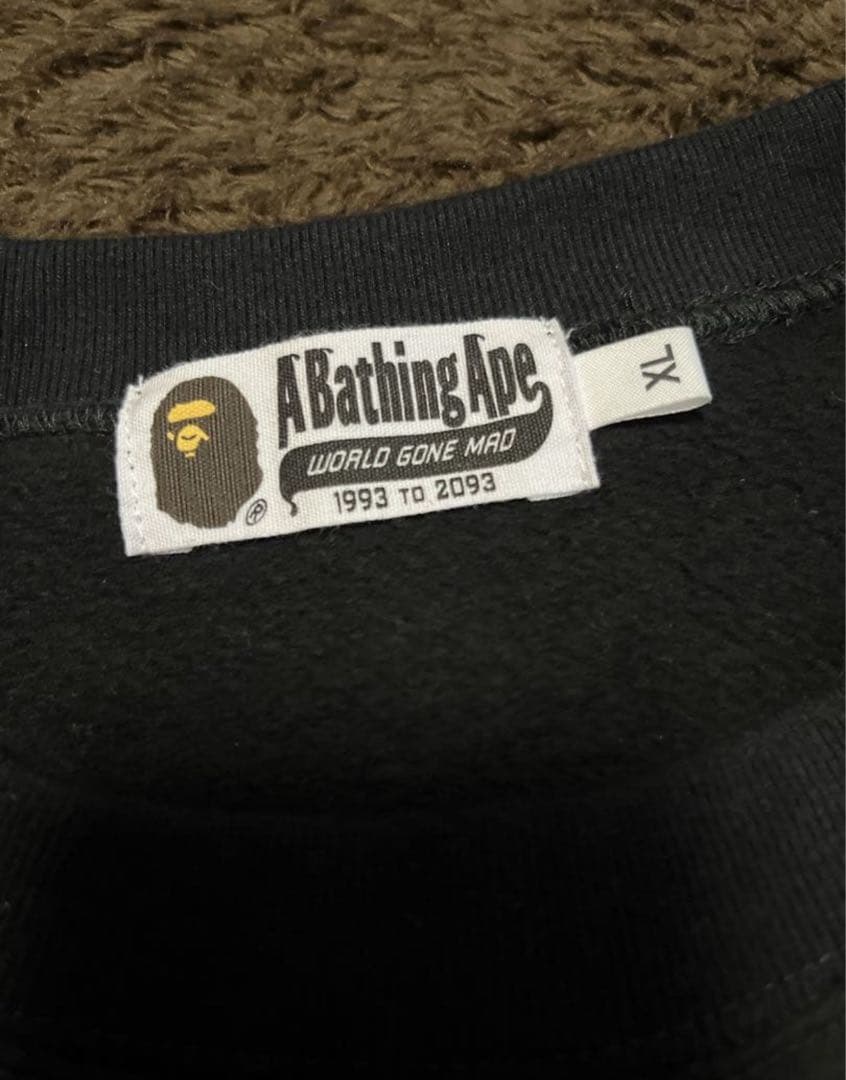 A Bathing Ape
WORLD GONE MAD
1993 TO 2093
®
XL